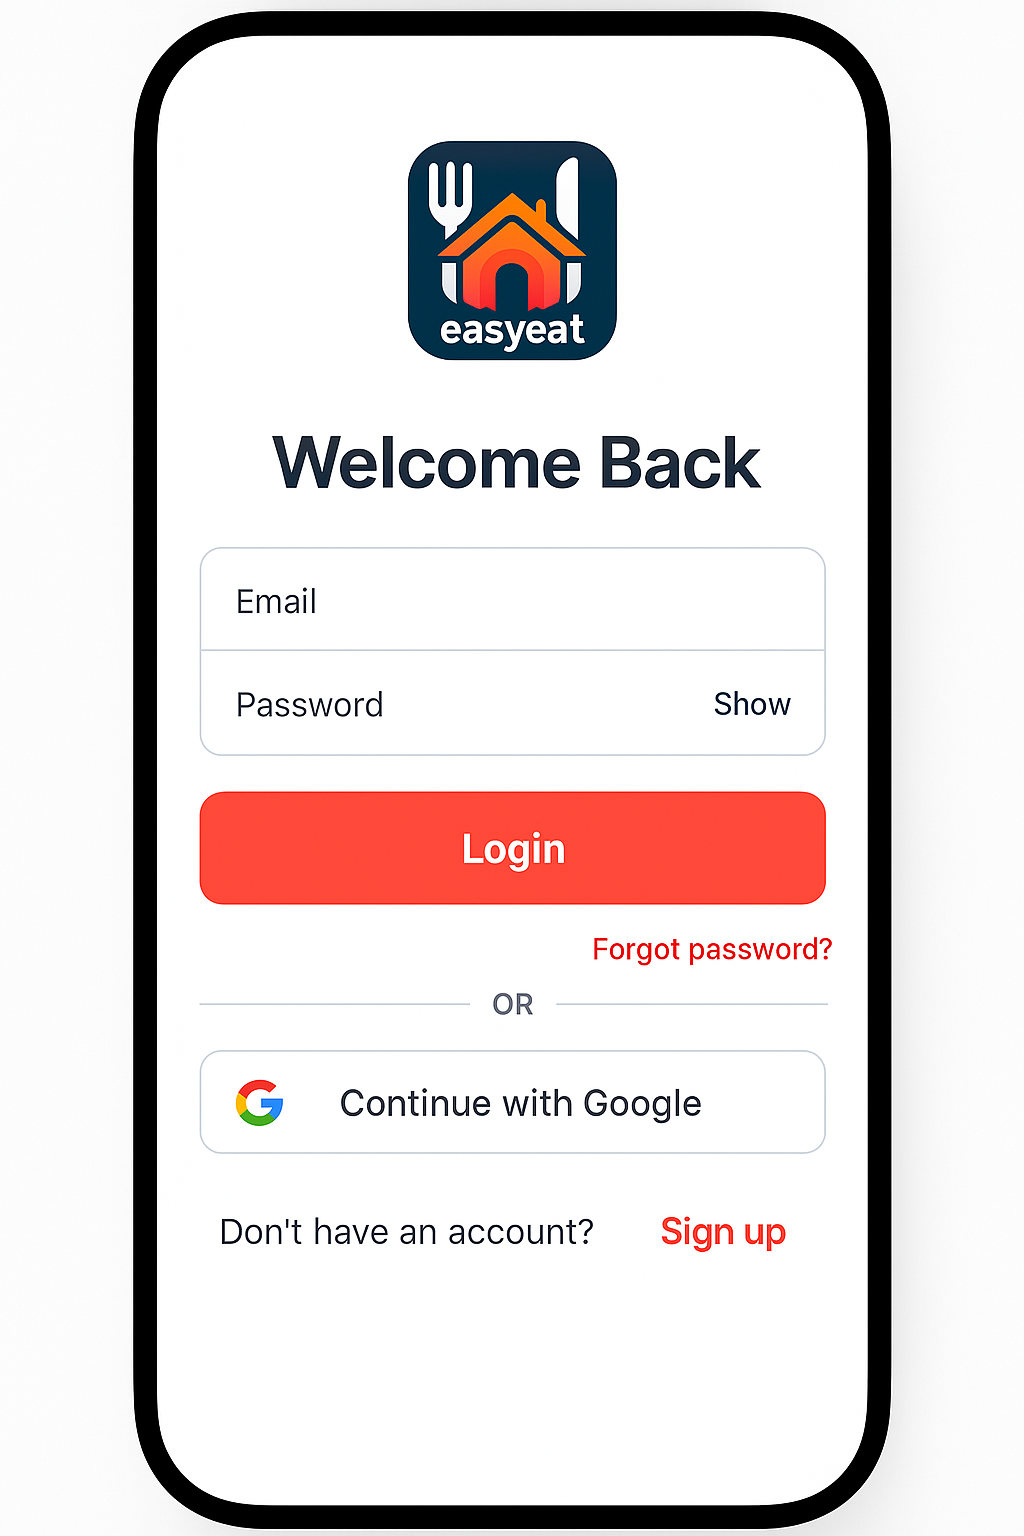 easyeat
Welcome Back
Email
Password Show
Login
Forgot password?
OR
Continue with Google
Don't have an account? Sign up